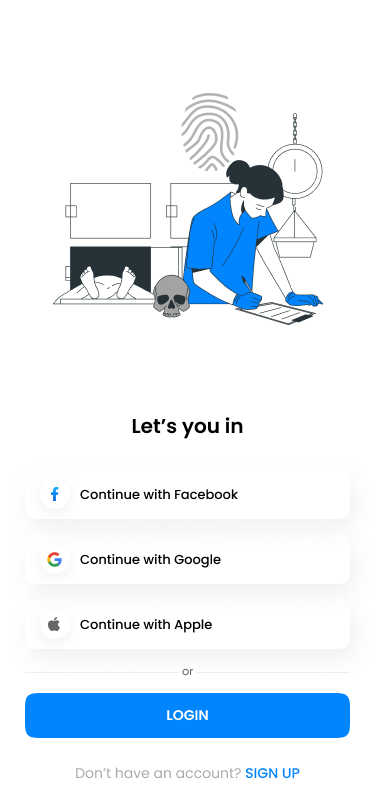 Let’s you in
Continue with Facebook
Continue with Google
Continue with Apple
or
LOGIN
Don’t have an account? SIGN UP